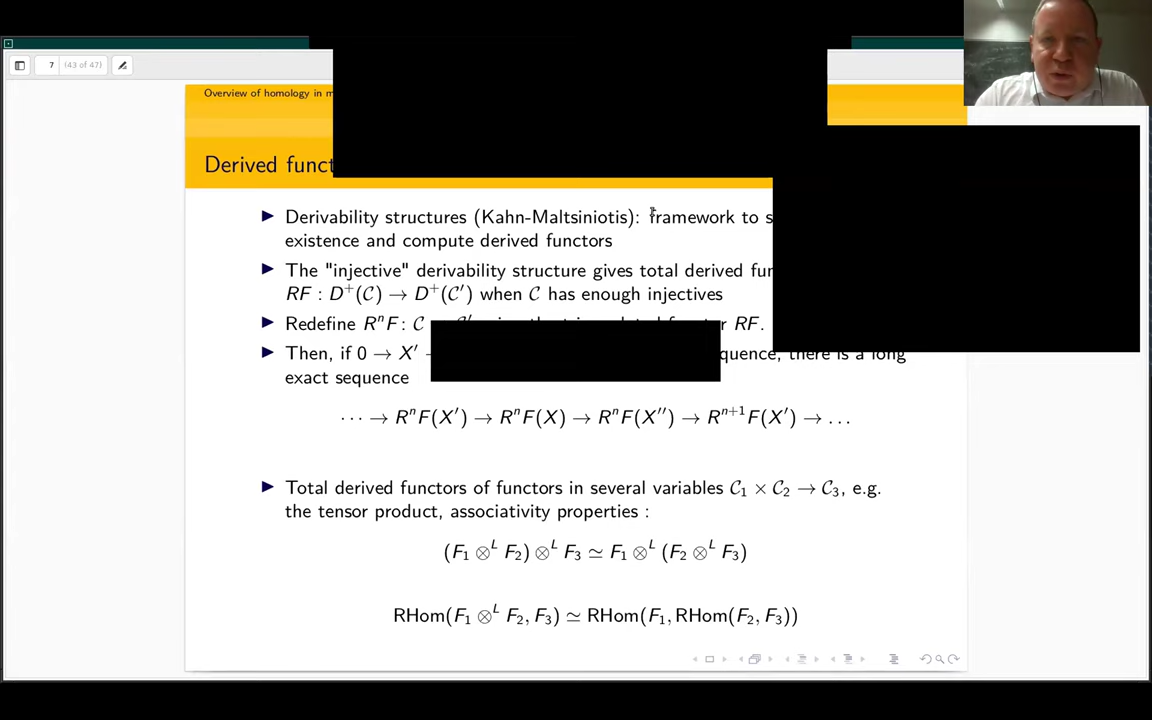 7 (43 of 47)
Overview of homology in
Derived
▶ Derivability structures (Kahn-Maltsiniotis): framework to
existence and compute derived functors
▶ The "injective" derivability structure gives total derived
RF : D⁺(𝒞) → D⁺(𝒞′) when 𝒞 has enough injectives
▶ Redefine RⁿF : 𝒞 RF.
▶ Then, if 0 → X′ there is a long
exact sequence
⋯ → RⁿF(X′) → RⁿF(X) → RⁿF(X″) → Rⁿ⁺¹F(X′) → …
▶ Total derived functors of functors in several variables 𝒞₁ × 𝒞₂ → 𝒞₃, e.g.
the tensor product, associativity properties :
(F₁ ⊗ᴸ F₂) ⊗ᴸ F₃ ≃ F₁ ⊗ᴸ (F₂ ⊗ᴸ F₃)
RHom(F₁ ⊗ᴸ F₂, F₃) ≃ RHom(F₁, RHom(F₂, F₃))